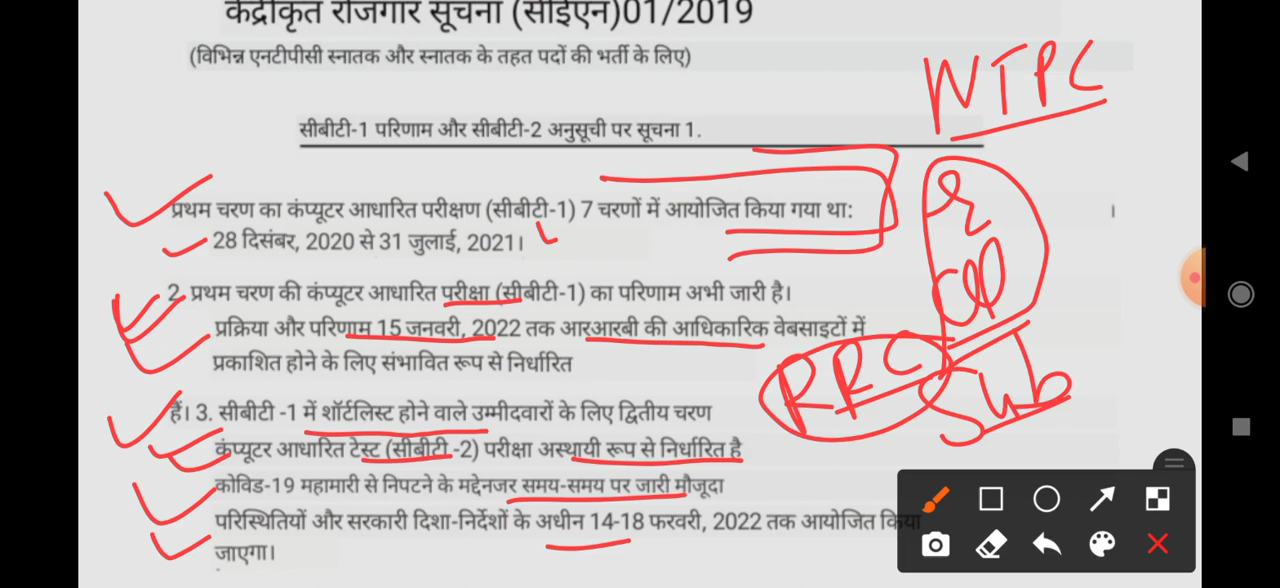 केंद्रीकृत रोजगार सूचना (सीईएन)01/2019
(विभिन्न एनटीपीसी स्नातक और स्नातक के तहत पदों की भर्ती के लिए)
NTPC
सीबीटी-1 परिणाम और सीबीटी-2 अनुसूची पर सूचना 1.
प्रथम चरण का कंप्यूटर आधारित परीक्षण (सीबीटी-1) 7 चरणों में आयोजित किया गया था: ।
28 दिसंबर, 2020 से 31 जुलाई, 2021।
2. प्रथम चरण की कंप्यूटर आधारित परीक्षा (सीबीटी-1) का परिणाम अभी जारी है।
प्रक्रिया और परिणाम 15 जनवरी, 2022 तक आरआरबी की आधिकारिक वेबसाइटों में
प्रकाशित होने के लिए संभावित रूप से निर्धारित
RRC
Sub
हैं। 3. सीबीटी -1 में शॉर्टलिस्ट होने वाले उम्मीदवारों के लिए द्वितीय चरण
कंप्यूटर आधारित टेस्ट (सीबीटी -2) परीक्षा अस्थायी रूप से निर्धारित है
कोविड-19 महामारी से निपटने के मद्देनजर समय-समय पर जारी मौजूदा
परिस्थितियों और सरकारी दिशा-निर्देशों के अधीन 14-18 फरवरी, 2022 तक आयोजित किया
जाएगा।